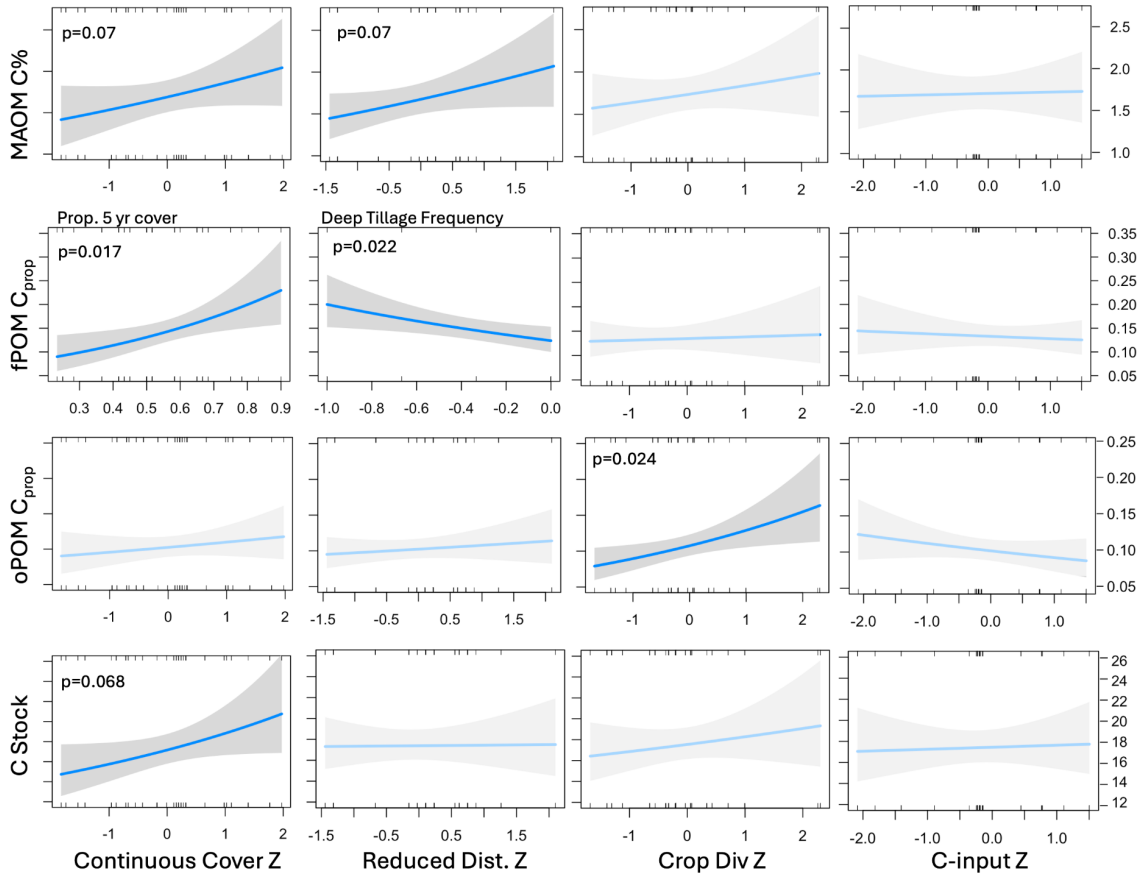 MAOM C%
p=0.07
p=0.07
2.5
2.0
1.5
1.0
-1 0 1 2
-1.5 -0.5 0.5 1.5
-1 0 1 2
-2.0 -1.0 0.0 1.0
Prop. 5 yr cover
Deep Tillage Frequency
fPOM Cprop
p=0.017
p=0.022
0.35
0.30
0.25
0.20
0.15
0.10
0.05
0.3 0.4 0.5 0.6 0.7 0.8 0.9
-1.0 -0.8 -0.6 -0.4 -0.2 0.0
-1 0 1 2
-2.0 -1.0 0.0 1.0
oPOM Cprop
p=0.024
0.25
0.20
0.15
0.10
0.05
-1 0 1 2
-1.5 -0.5 0.5 1.5
-1 0 1 2
-2.0 -1.0 0.0 1.0
C Stock
p=0.068
26
24
22
20
18
16
14
12
-1 0 1 2
-1.5 -0.5 0.5 1.5
-1 0 1 2
-2.0 -1.0 0.0 1.0
Continuous Cover Z
Reduced Dist. Z
Crop Div Z
C-input Z